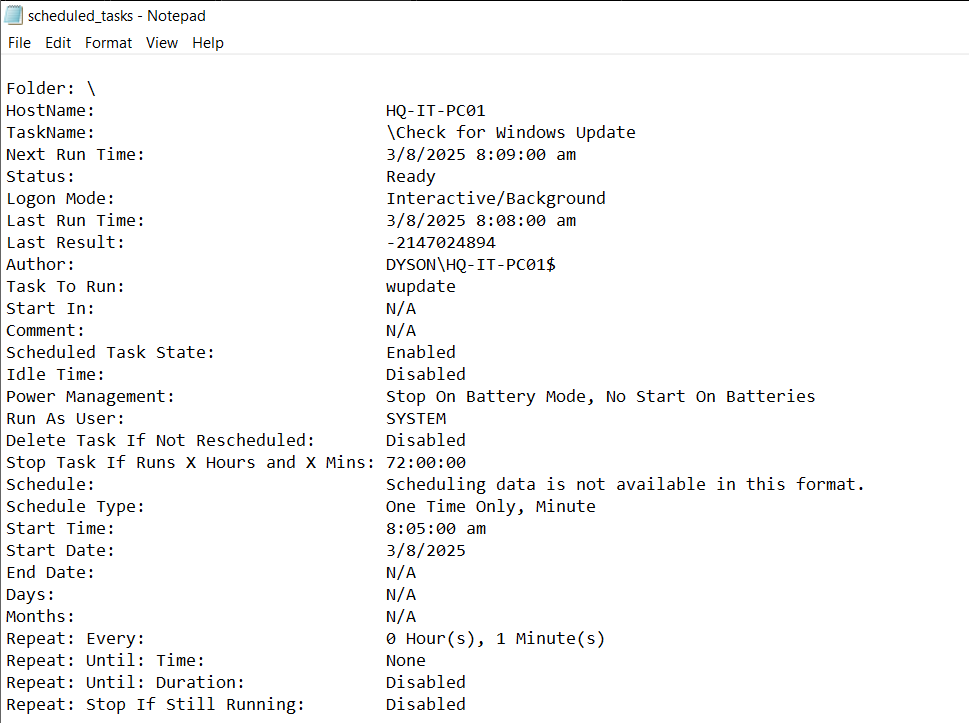 scheduled_tasks - Notepad
File Edit Format View Help
Folder: \
HostName: HQ-IT-PC01
TaskName: \Check for Windows Update
Next Run Time: 3/8/2025 8:09:00 am
Status: Ready
Logon Mode: Interactive/Background
Last Run Time: 3/8/2025 8:08:00 am
Last Result: -2147024894
Author: DYSON\HQ-IT-PC01$
Task To Run: wupdate
Start In: N/A
Comment: N/A
Scheduled Task State: Enabled
Idle Time: Disabled
Power Management: Stop On Battery Mode, No Start On Batteries
Run As User: SYSTEM
Delete Task If Not Rescheduled: Disabled
Stop Task If Runs X Hours and X Mins: 72:00:00
Schedule: Scheduling data is not available in this format.
Schedule Type: One Time Only, Minute
Start Time: 8:05:00 am
Start Date: 3/8/2025
End Date: N/A
Days: N/A
Months: N/A
Repeat: Every: 0 Hour(s), 1 Minute(s)
Repeat: Until: Time: None
Repeat: Until: Duration: Disabled
Repeat: Stop If Still Running: Disabled